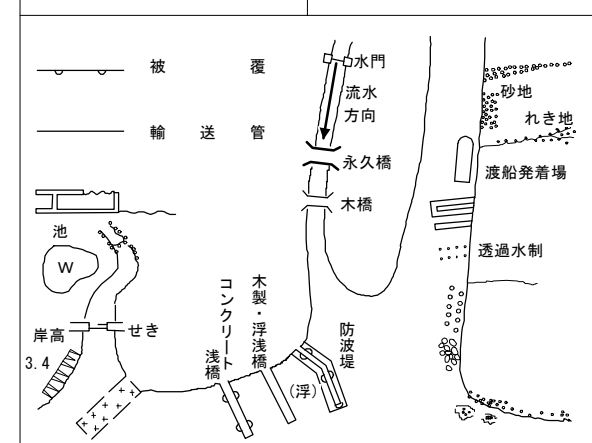 被覆
輸送管
水門
流水
方向
永久橋
木橋
砂地
れき地
渡船発着場
透過水制
池
W
岸高
3.4
せき
コンクリート
浅橋
木製・浮浅橋
(浮)
防波堤